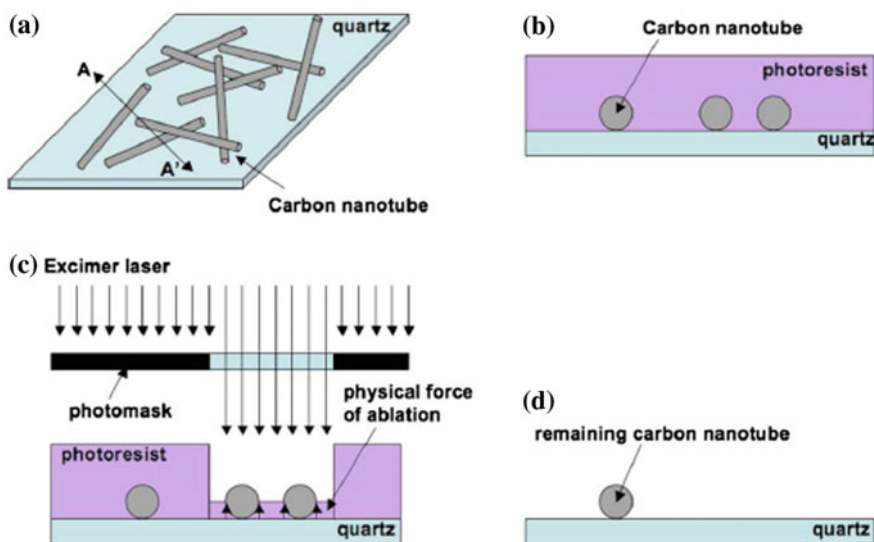 (a)
quartz
A
A'
Carbon nanotube
(b)
Carbon nanotube
photoresist
quartz
(c) Excimer laser
photomask
physical force
of ablation
photoresist
quartz
(d)
remaining carbon nanotube
quartz